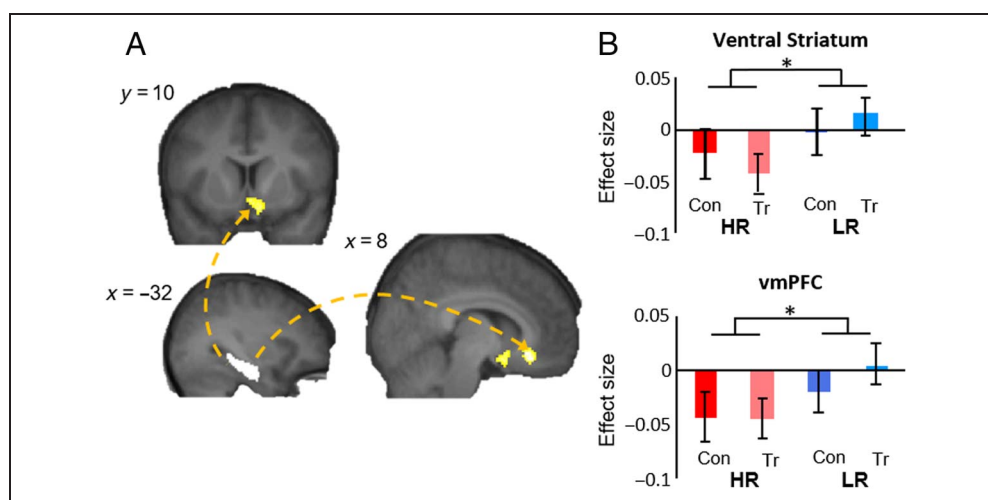 A
y = 10
x = 8
x = –32
B
Ventral Striatum
*
0.05
0
–0.05
–0.1
Effect size
Con
Tr
Con
Tr
HR
LR
vmPFC
*
0.05
0
–0.05
–0.1
Effect size
Con
Tr
Con
Tr
HR
LR